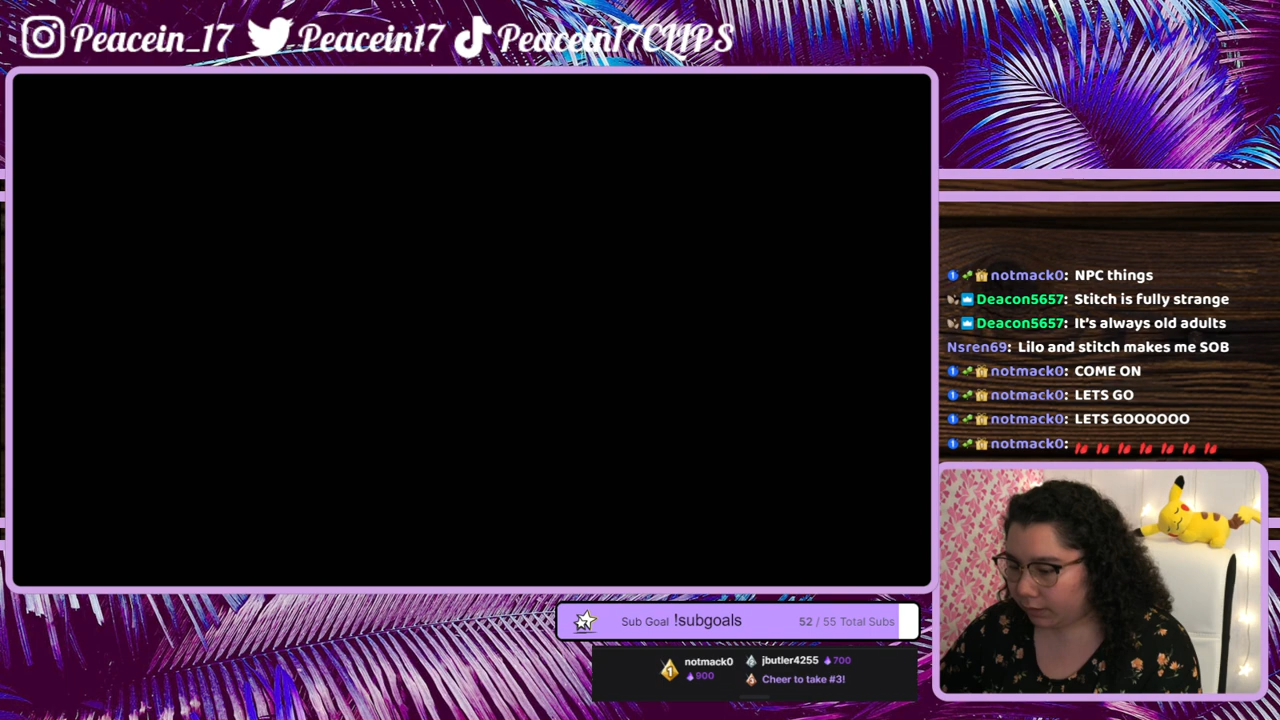 Peacein_17 Peacein17 Peacein17ClIPS
notmack0: NPC things
Deacon5657: Stitch is fully strange
Deacon5657: It's always old adults
Nsren69: Lilo and stitch makes me SOB
notmack0: COME ON
notmack0: LETS GO
notmack0: LETS GOOOOOO
notmack0:
Sub Goal !subgoals 52 / 55 Total Subs
1 notmack0 900
jbutler4255 700
3 Cheer to take #3!